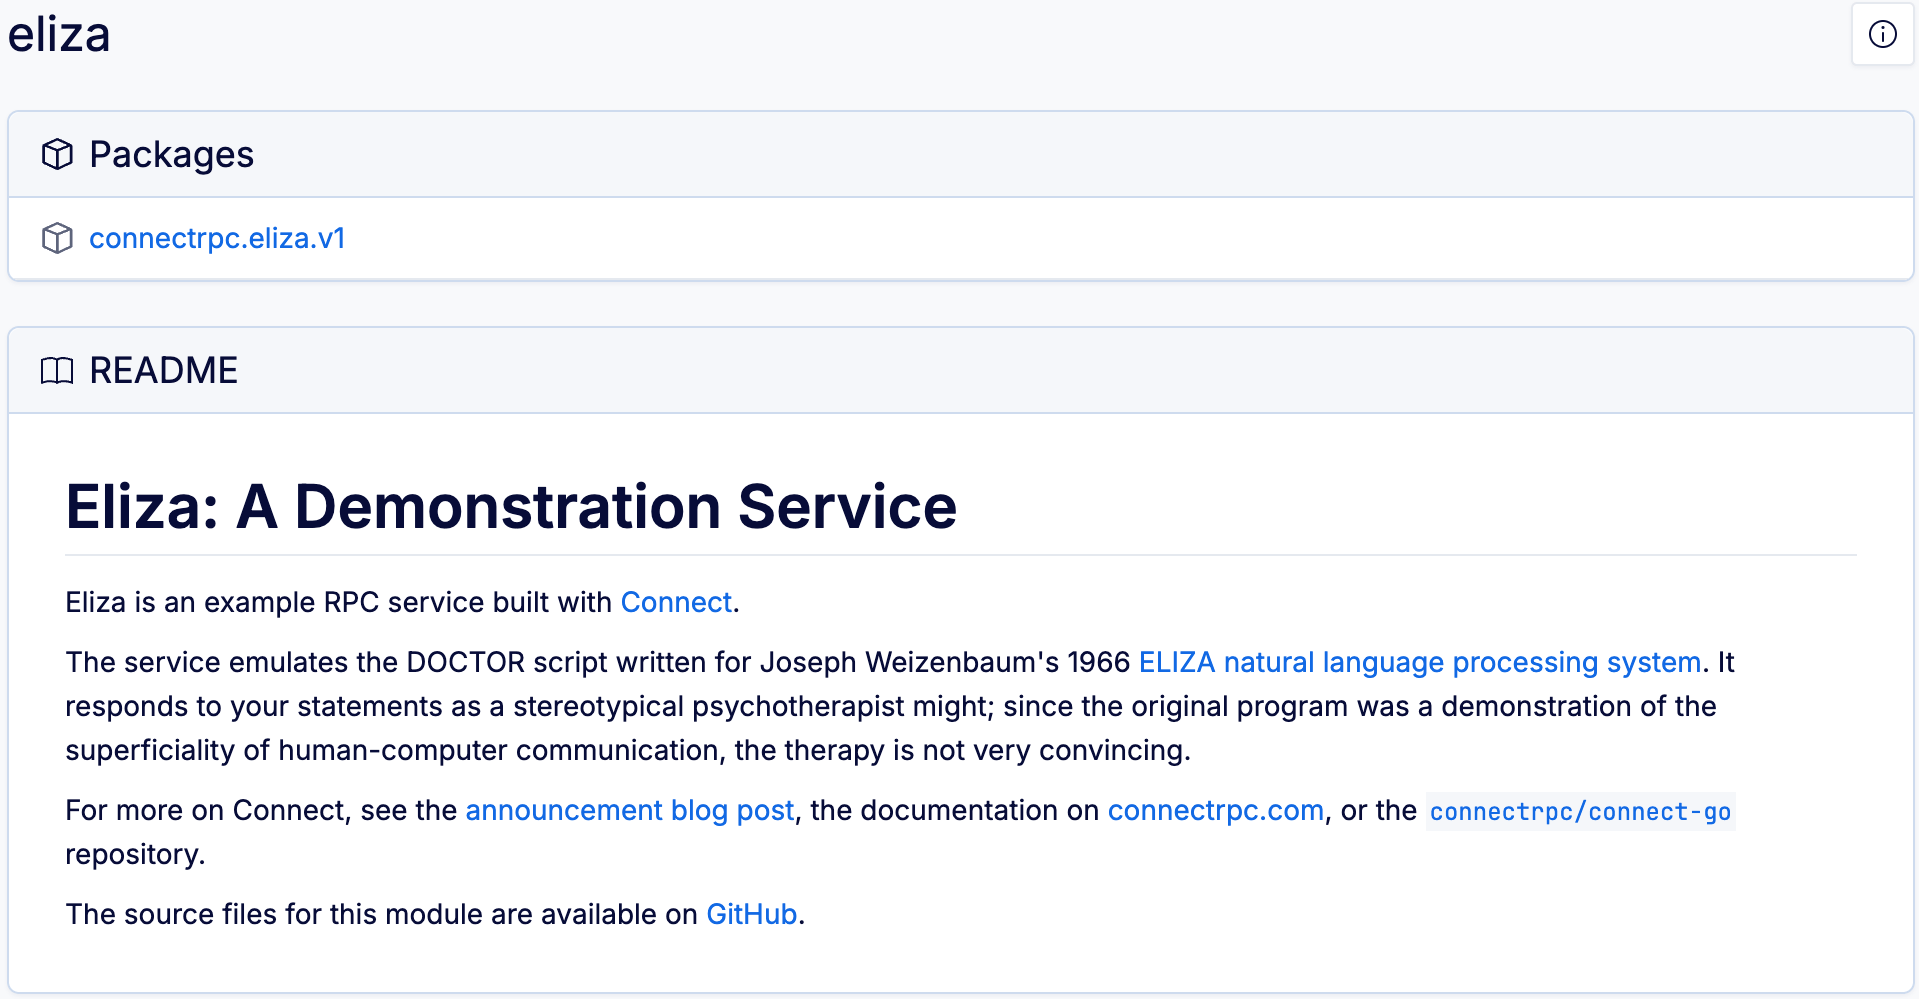 eliza
Packages
connectrpc.eliza.v1
README
Eliza: A Demonstration Service
Eliza is an example RPC service built with Connect.
The service emulates the DOCTOR script written for Joseph Weizenbaum's 1966 ELIZA natural language processing system. It
responds to your statements as a stereotypical psychotherapist might; since the original program was a demonstration of the
superficiality of human-computer communication, the therapy is not very convincing.
For more on Connect, see the announcement blog post, the documentation on connectrpc.com, or the connectrpc/connect-go
repository.
The source files for this module are available on GitHub.